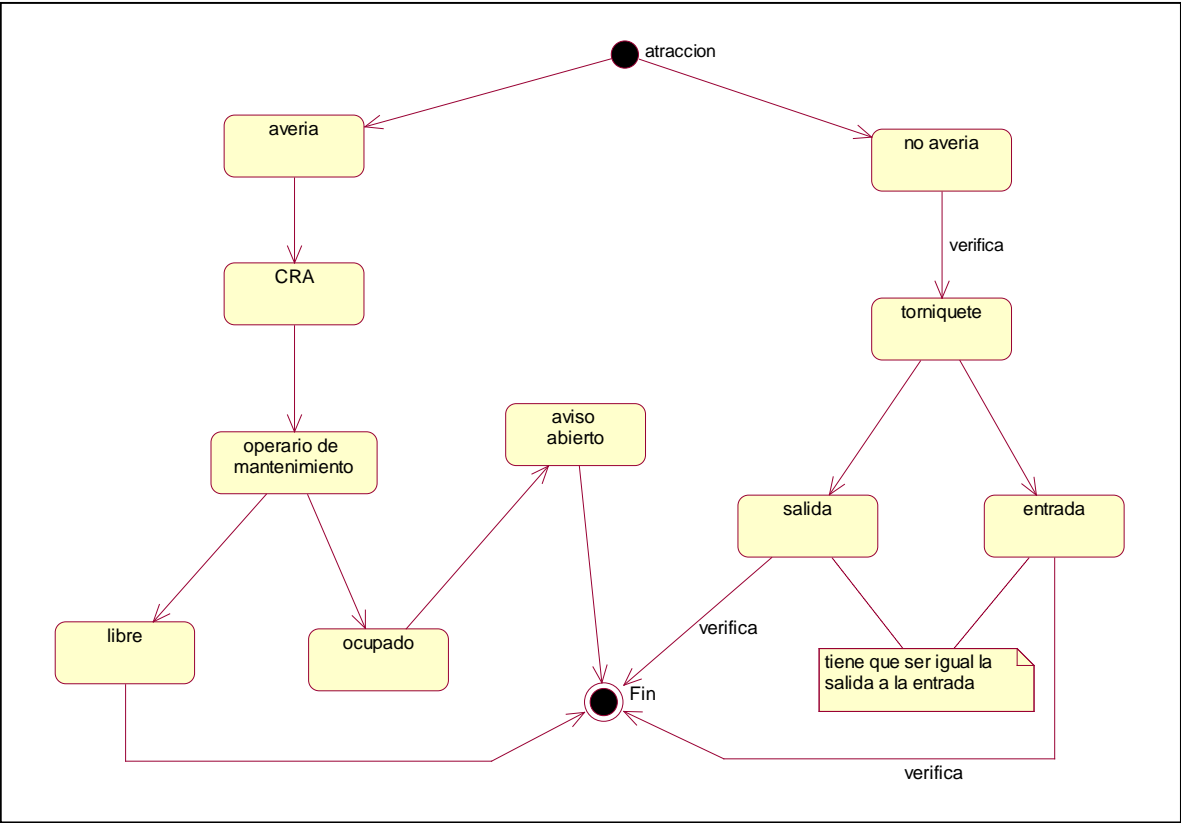 atraccion
averia
no averia
verifica
CRA
torniquete
operario de
mantenimiento
aviso
abierto
salida
entrada
libre
ocupado
verifica
tiene que ser igual la
salida a la entrada
Fin
verifica